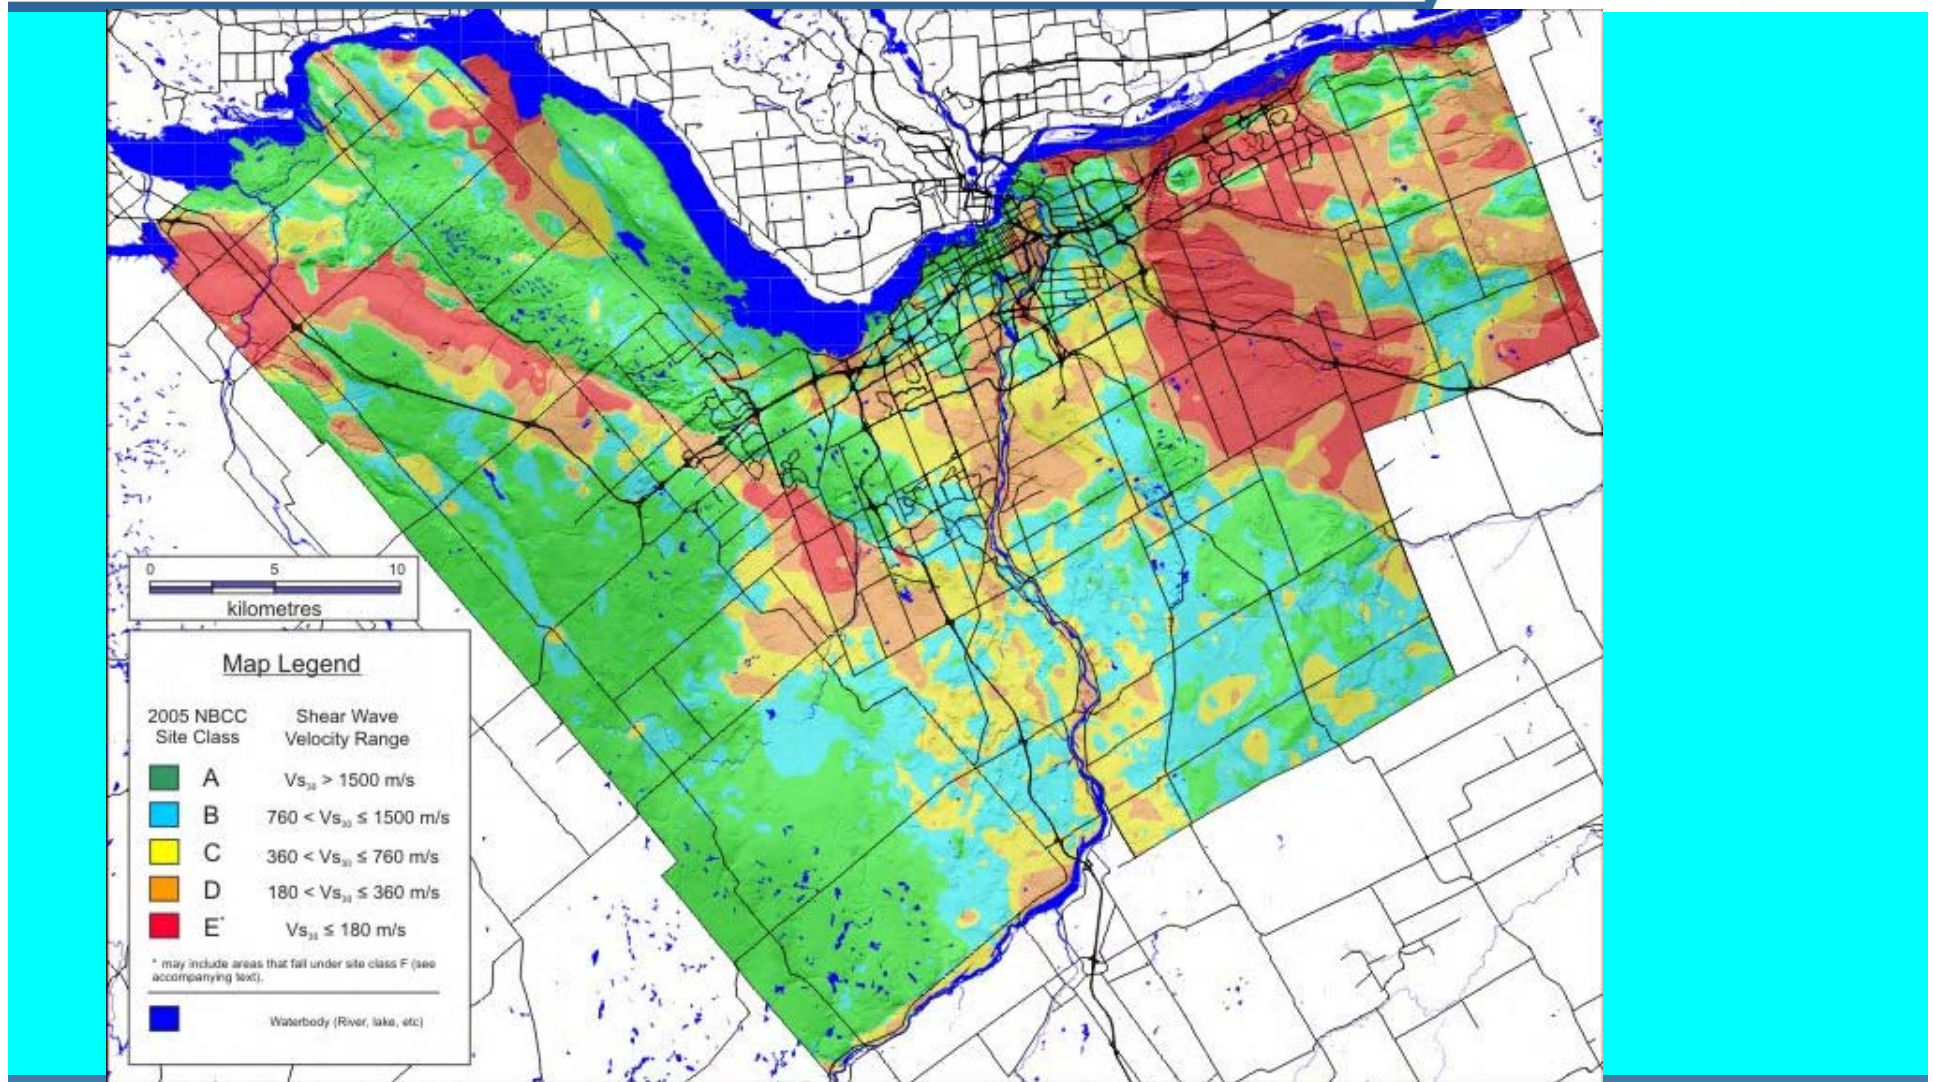 0 5 10
kilometres
Map Legend
2005 NBCC Shear Wave
Site Class Velocity Range
A Vs₃₀ > 1500 m/s
B 760 < Vs₃₀ ≤ 1500 m/s
C 360 < Vs₃₀ ≤ 760 m/s
D 180 < Vs₃₀ ≤ 360 m/s
E* Vs₃₀ ≤ 180 m/s
* may include areas that fall under site class F (see
accompanying text).
Waterbody (River, lake, etc)